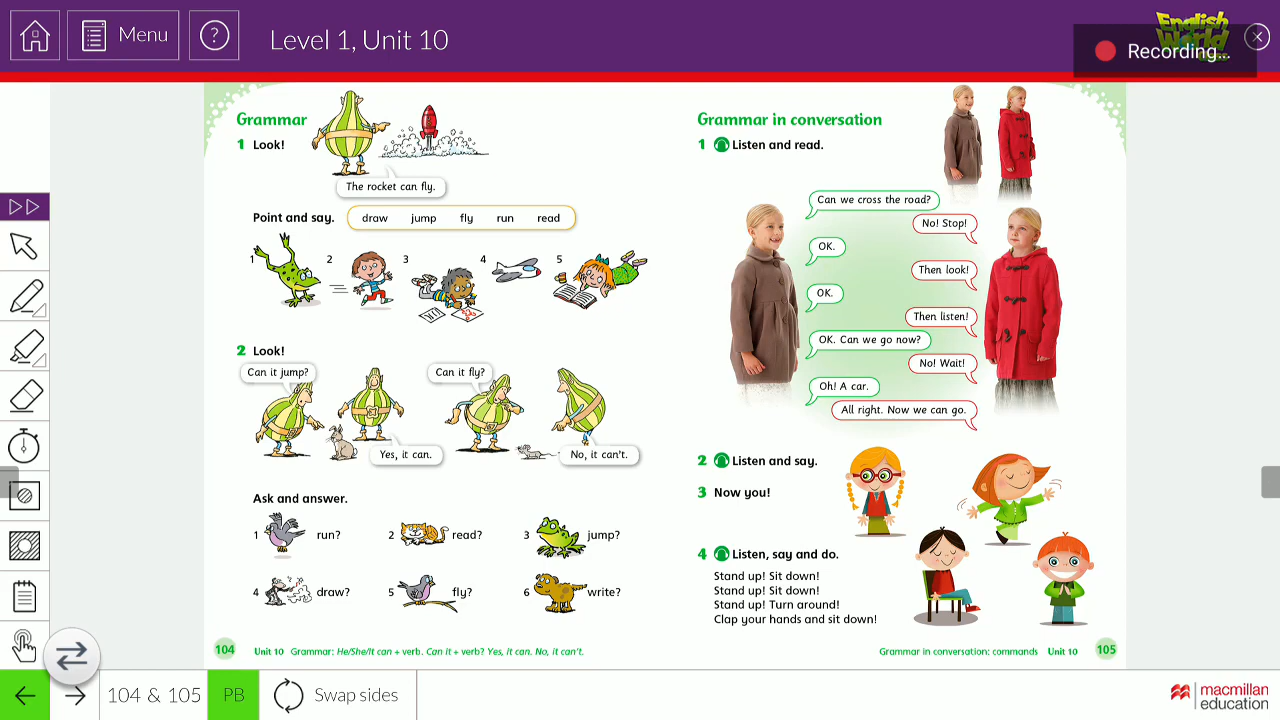 Menu
?
Level 1, Unit 10
English
World
Recording...
Grammar
1 Look!
The rocket can fly.
Point and say.
draw jump fly run read
1 2 3 4 5
2 Look!
Can it jump?
Yes, it can.
Can it fly?
No, it can't.
Ask and answer.
1 run? 2 read? 3 jump?
4 draw? 5 fly? 6 write?
104 Unit 10 Grammar: He/She/It can + verb. Can it + verb? Yes, it can. No, it can't.
Grammar in conversation
1 Listen and read.
Can we cross the road?
No! Stop!
OK.
Then look!
OK.
Then listen!
OK. Can we go now?
No! Wait!
Oh! A car.
All right. Now we can go.
2 Listen and say.
3 Now you!
4 Listen, say and do.
Stand up! Sit down!
Stand up! Sit down!
Stand up! Turn around!
Clap your hands and sit down!
Grammar in conversation: commands Unit 10 105
104 & 105
PB
Swap sides
macmillan
education